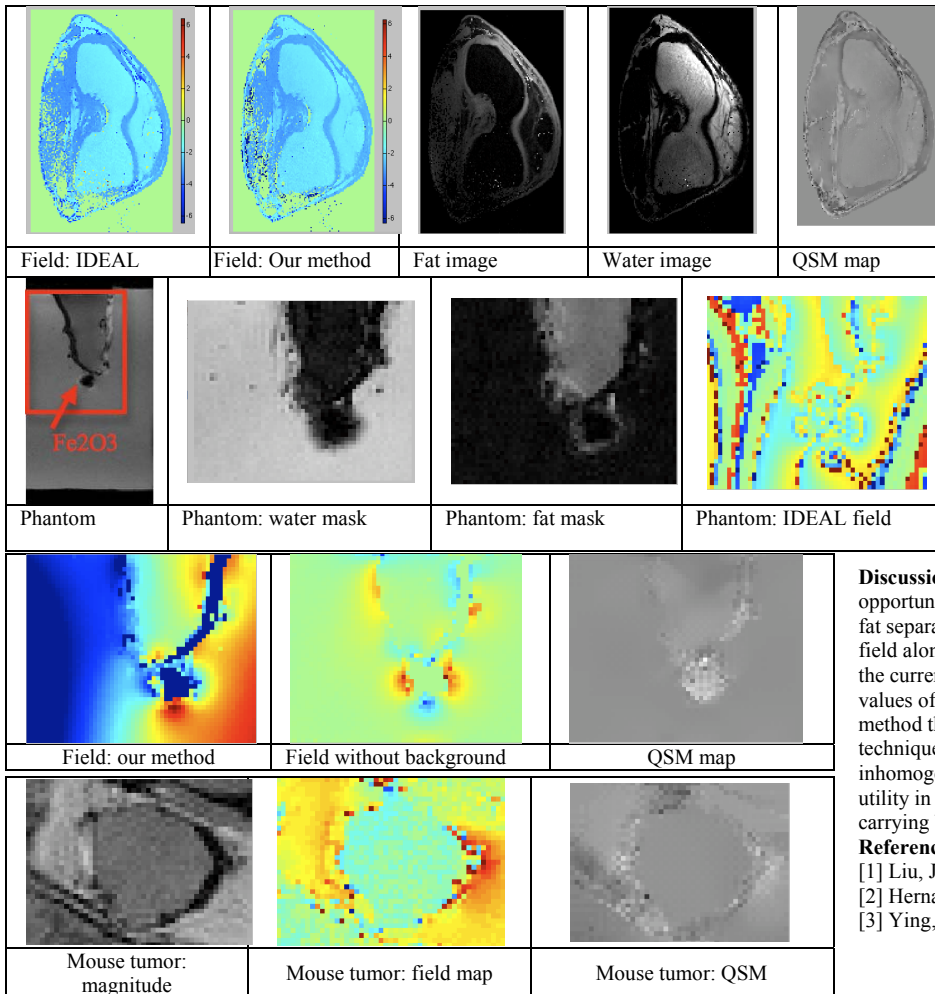 6
4
2
0
-2
-4
-6
6
4
2
0
-2
-4
-6
Field: IDEAL
Field: Our method
Fat image
Water image
QSM map
Fe2O3
Phantom
Phantom: water mask
Phantom: fat mask
Phantom: IDEAL field
Field: our method
Field without background
QSM map
Mouse tumor:
magnitude
Mouse tumor: field map
Mouse tumor: QSM
Discussio
opportun
fat separa
field alon
the curre
values of
method th
technique
inhomoge
utility in
carrying
Referenc
[1] Liu, J
[2] Herna
[3] Ying,